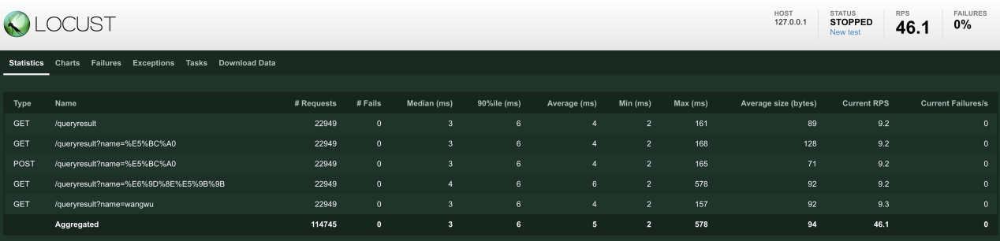 LOCUST
HOST STATUS RPS FAILURES
127.0.0.1 STOPPED 46.1 0%
New test
Statistics Charts Failures Exceptions Tasks Download Data
Type Name # Requests # Fails Median (ms) 90%ile (ms) Average (ms) Min (ms) Max (ms) Average size (bytes) Current RPS Current Failures/s
GET /queryresult 22949 0 3 6 4 2 161 89 9.2 0
GET /queryresult?name=%E5%BC%A0 22949 0 3 6 4 2 168 128 9.2 0
POST /queryresult?name=%E5%BC%A0 22949 0 3 6 4 2 165 71 9.2 0
GET /queryresult?name=%E6%9D%8E%E5%9B%9B 22949 0 4 6 6 2 578 92 9.2 0
GET /queryresult?name=wangwu 22949 0 3 6 4 2 157 92 9.3 0
Aggregated 114745 0 3 6 5 2 578 94 46.1 0